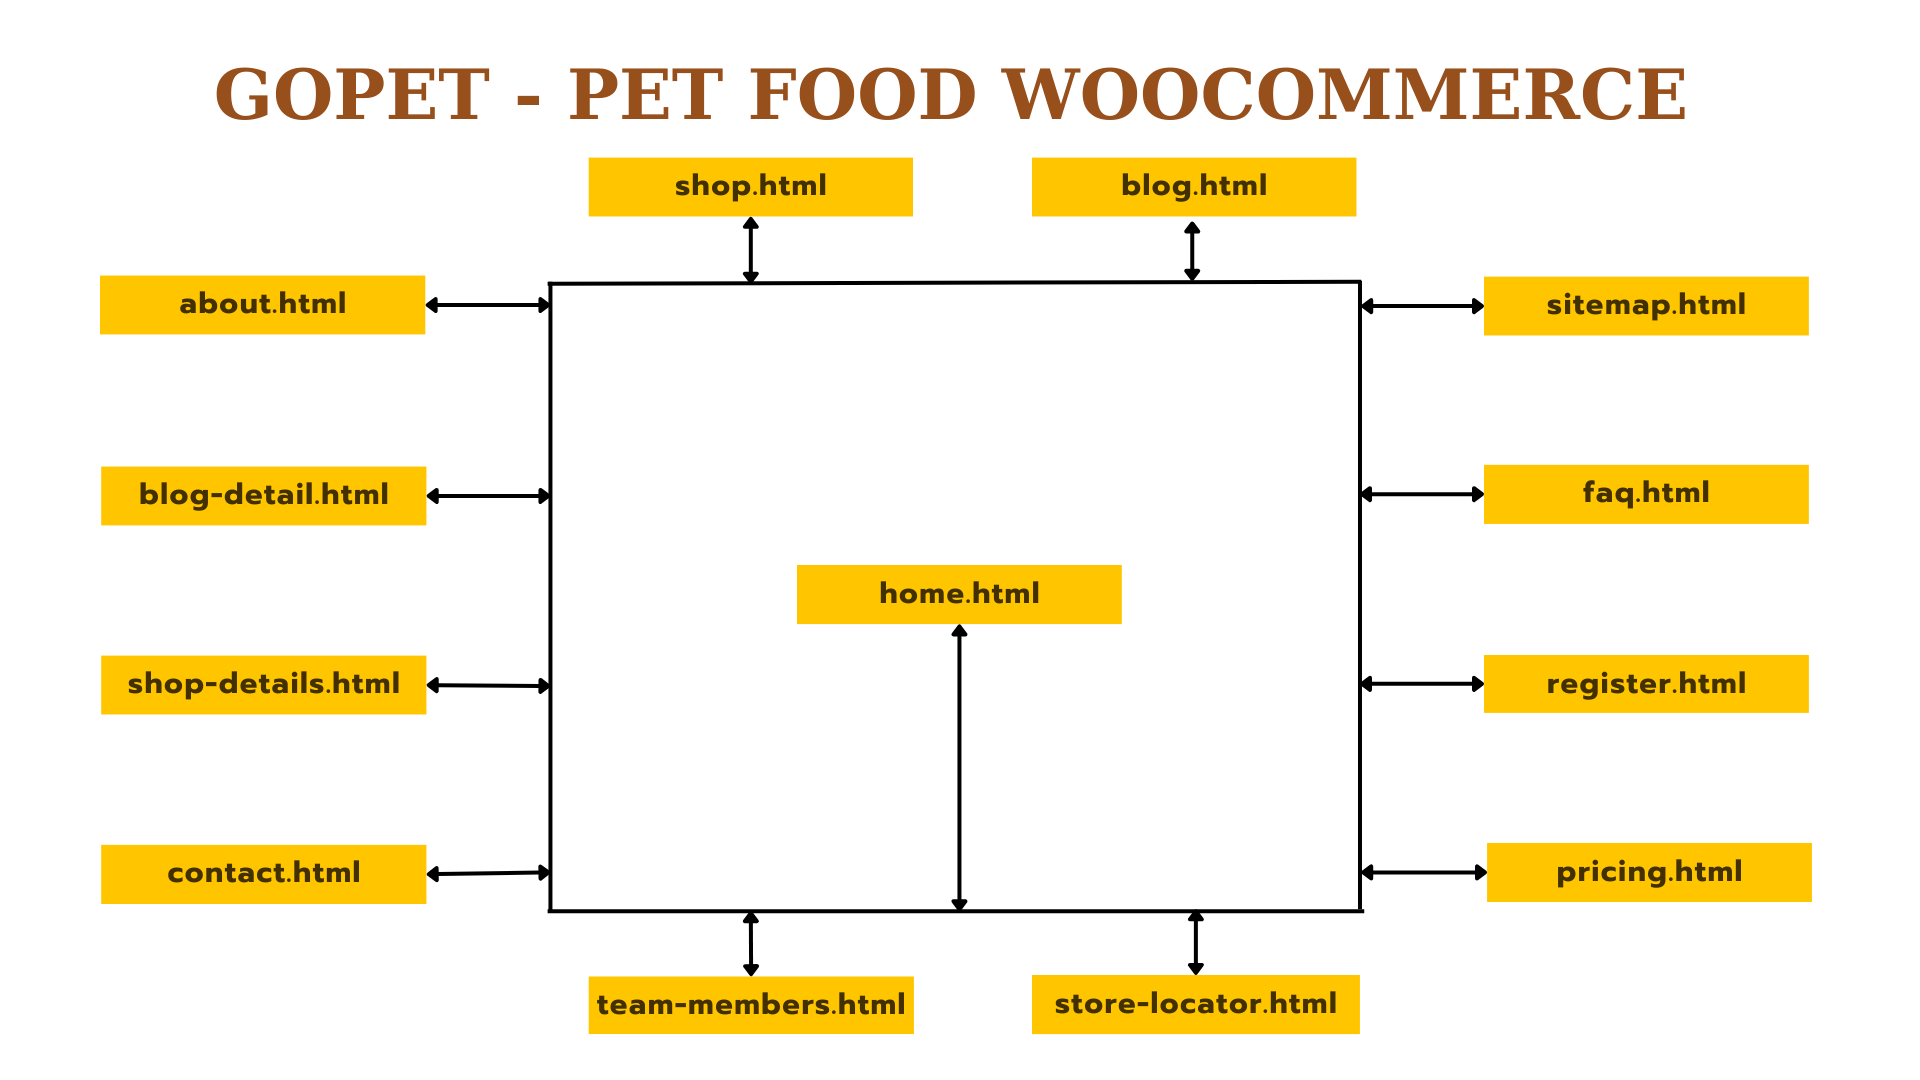 GOPET - PET FOOD WOOCOMMERCE
shop.html
blog.html
about.html
sitemap.html
blog-detail.html
faq.html
home.html
shop-details.html
register.html
contact.html
pricing.html
team-members.html
store-locator.html